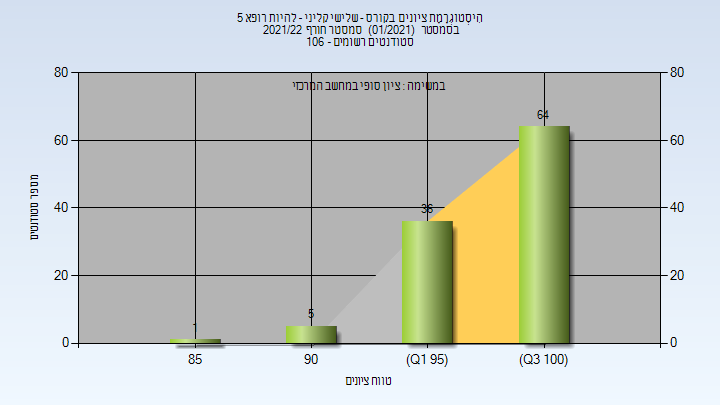 היסטוגרמת ציונים בקורס - שלישי קליני - להיות רופא 5
בסמסטר (01/2021) סמסטר חורף 2021/22
סטודנטים רשומים - 106
במשימה : ציון סופי במחשב המרכזי
80
60
40
20
0
80
60
40
20
0
מספר סטודנטים
1
5
36
64
85
90
(Q1 95)
(Q3 100)
טווח ציונים